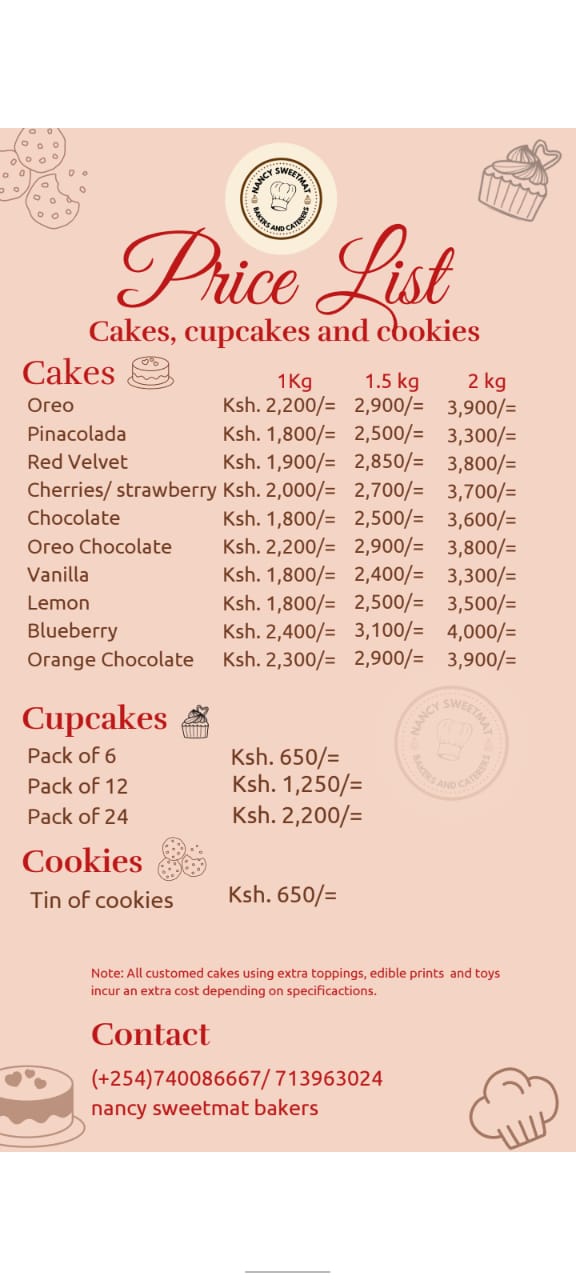 NANCY SWEETMAT
BAKERS AND CATERERS
Price List
Cakes, cupcakes and cookies
Cakes 1Kg 1.5 kg 2 kg
Oreo Ksh. 2,200/= 2,900/= 3,900/=
Pinacolada Ksh. 1,800/= 2,500/= 3,300/=
Red Velvet Ksh. 1,900/= 2,850/= 3,800/=
Cherries/ strawberry Ksh. 2,000/= 2,700/= 3,700/=
Chocolate Ksh. 1,800/= 2,500/= 3,600/=
Oreo Chocolate Ksh. 2,200/= 2,900/= 3,800/=
Vanilla Ksh. 1,800/= 2,400/= 3,300/=
Lemon Ksh. 1,800/= 2,500/= 3,500/=
Blueberry Ksh. 2,400/= 3,100/= 4,000/=
Orange Chocolate Ksh. 2,300/= 2,900/= 3,900/=
NANCY SWEETMAT
BAKERS AND CATERERS
Cupcakes
Pack of 6 Ksh. 650/=
Pack of 12 Ksh. 1,250/=
Pack of 24 Ksh. 2,200/=
Cookies
Tin of cookies Ksh. 650/=
Note: All customed cakes using extra toppings, edible prints and toys
incur an extra cost depending on specificactions.
Contact
(+254)740086667/ 713963024
nancy sweetmat bakers